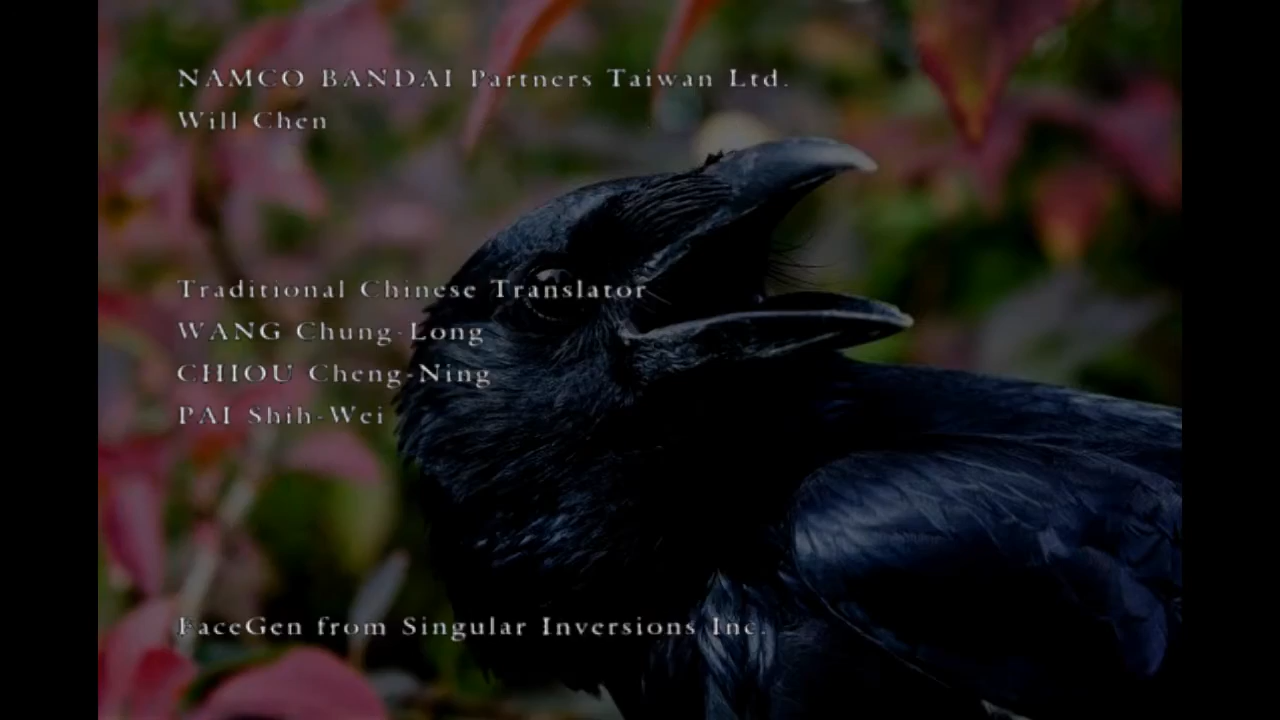 NAMCO BANDAI Partners Taiwan Ltd.
Will Chen
Traditional Chinese Translator
WANG Chung-Long
CHIOU Cheng-Ning
PAI Shih-Wei
FaceGen from Singular Inversions Inc.